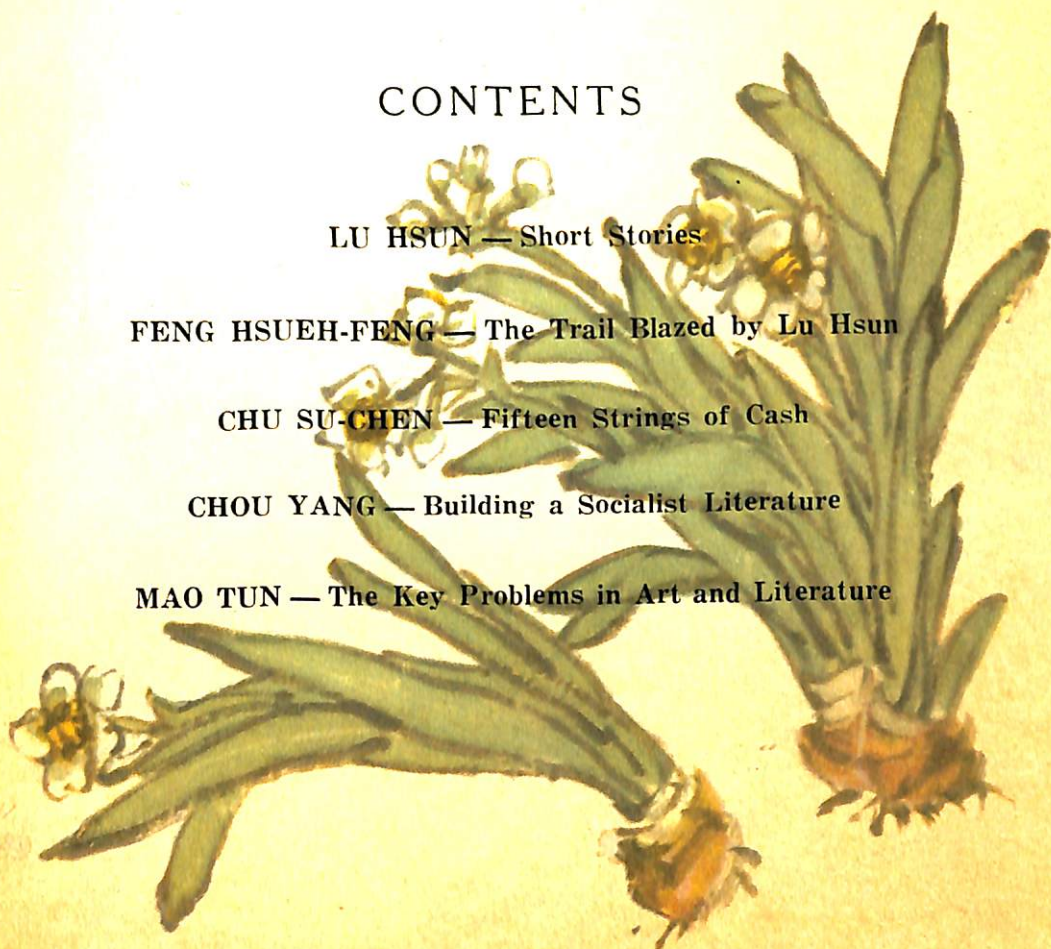 CONTENTS
LU HSUN — Short Stories
FENG HSUEH-FENG — The Trail Blazed by Lu Hsun
CHU SU-CHEN — Fifteen Strings of Cash
CHOU YANG — Building a Socialist Literature
MAO TUN — The Key Problems in Art and Literature